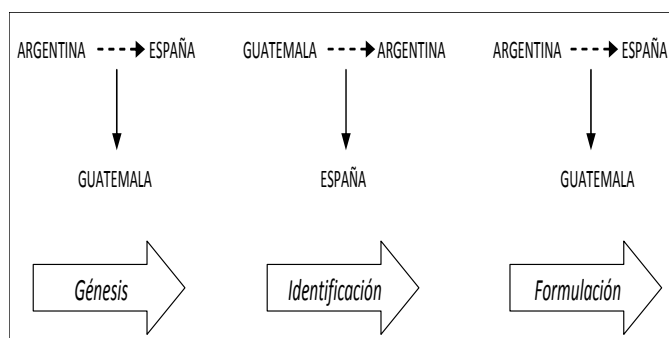 ARGENTINA ESPAÑA GUATEMALA ARGENTINA ARGENTINA ESPAÑA
GUATEMALA ESPAÑA GUATEMALA
Génesis Identificación Formulación